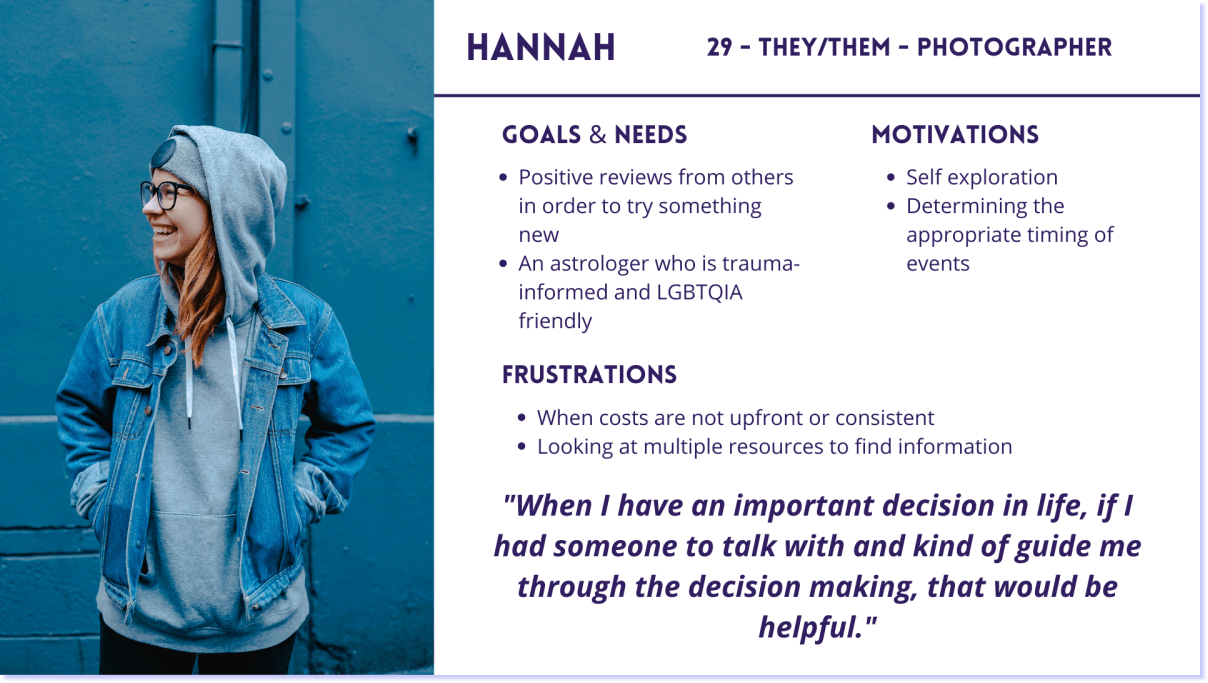 HANNAH
29 - THEY/THEM - PHOTOGRAPHER
GOALS & NEEDS
• Positive reviews from others
in order to try something
new
• An astrologer who is trauma-
informed and LGBTQIA
friendly
MOTIVATIONS
• Self exploration
• Determining the
appropriate timing of
events
FRUSTRATIONS
• When costs are not upfront or consistent
• Looking at multiple resources to find information
"When I have an important decision in life, if I
had someone to talk with and kind of guide me
through the decision making, that would be
helpful."